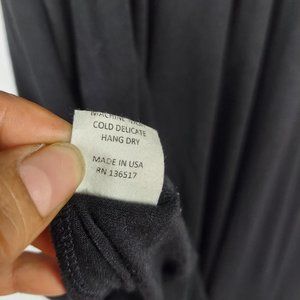 MACHINE
COLD DELICATE
HANG DRY
MADE IN USA
RN 136517